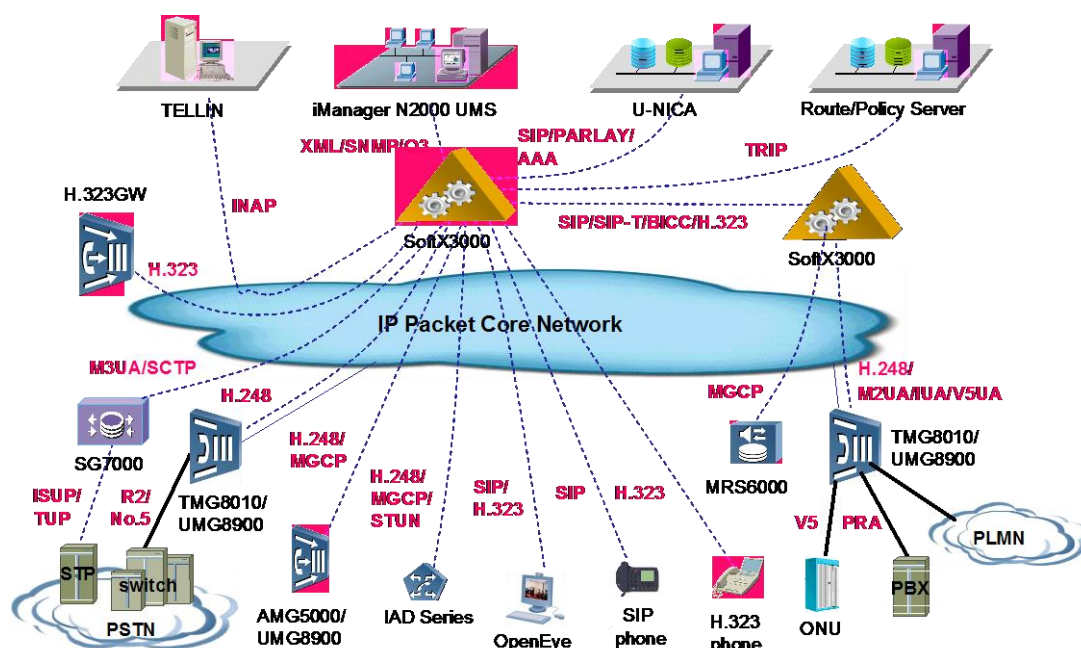 TELLIN
iManager N2000 UMS
U-NICA
Route/Policy Server
XML/SNMP/Q3
SIP/PARLAY/
AAA
TRIP
H.323GW
INAP
SoftX3000
SIP/SIP-T/BICC/H.323
SoftX3000
H.323
IP Packet Core Network
M3UA/SCTP
H.248
MGCP
H.248/
M2UA/IUA/V5UA
SG7000
H.248/
MGCP
TMG8010/
UMG8900
MRS6000
ISUP/
TUP
R2/
No.5
TMG8010/
UMG8900
H.248/
MGCP/
STUN
SIP/
H.323
SIP
H.323
V5
PRA
PLMN
STP
switch
PSTN
PBX
AMG5000/
UMG8900
IAD Series
OpenEye
SIP
phone
H.323
phone
ONU